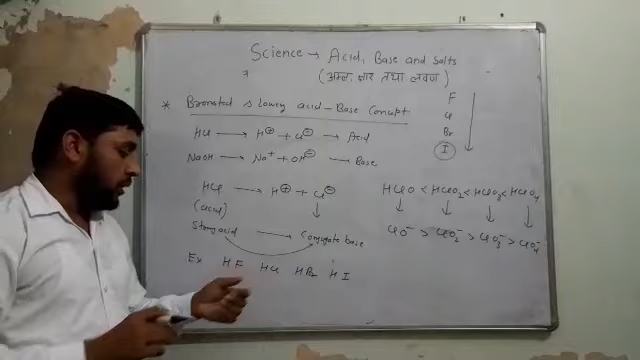 Science → Acid, Base and salts
(अम्ल, क्षार तथा लवण)
* Bronsted & lowry acid-Base Concept
HCl → H⊕ + Cl⊖ → Acid
NaOH → Na⁺ + OH⊖ → Base
HCl → H⊕ + Cl⊖
(acid) ↓
Strong acid → Conjugate base
Ex HF HCl HBr HI
F
Cl
Br
I
HClO < HClO₂ < HClO₃ < HClO₄
↓ ↓ ↓ ↓
ClO⁻ > ClO₂⁻ > ClO₃⁻ > ClO₄⁻